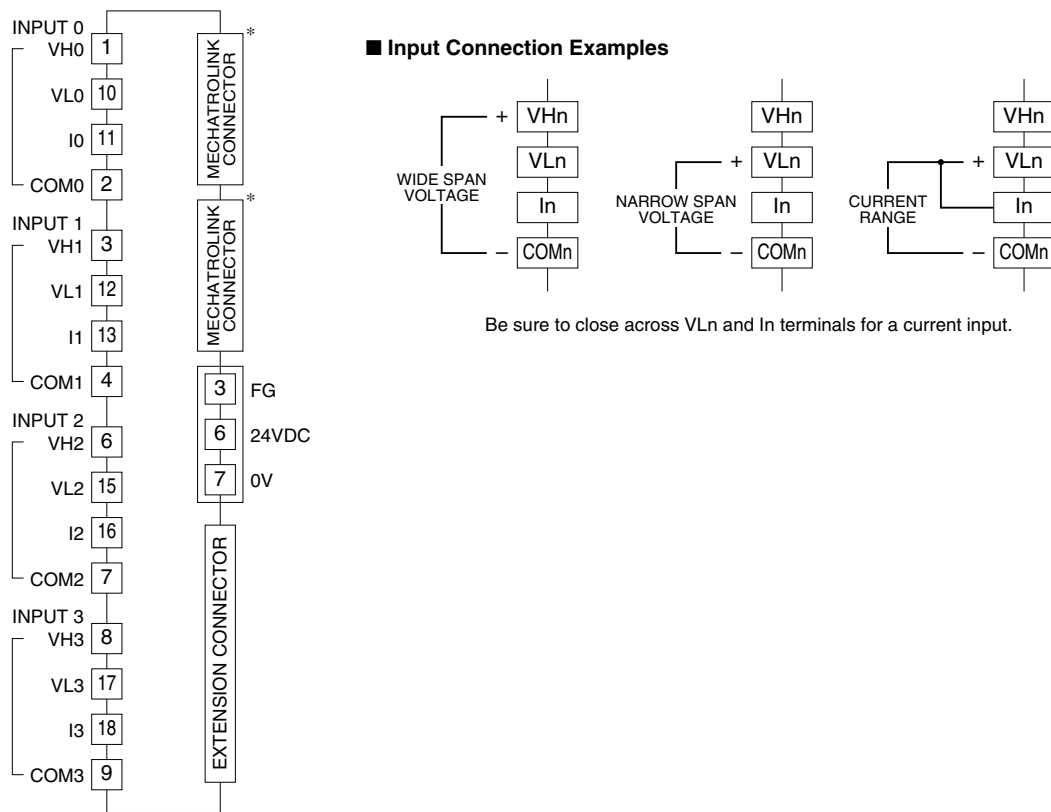 INPUT 0
VH0 1
VL0 10
I0 11
COM0 2
INPUT 1
VH1 3
VL1 12
I1 13
COM1 4
INPUT 2
VH2 6
VL2 15
I2 16
COM2 7
INPUT 3
VH3 8
VL3 17
I3 18
COM3 9
MECHATROLINK
CONNECTOR
*
MECHATROLINK
CONNECTOR
*
3 FG
6 24VDC
7 0V
EXTENSION CONNECTOR
■ Input Connection Examples
WIDE SPAN
VOLTAGE
+ VHn
VLn
In
– COMn
NARROW SPAN
VOLTAGE
VHn
+ VLn
In
– COMn
CURRENT
RANGE
VHn
+ VLn
In
– COMn
Be sure to close across VLn and In terminals for a current input.